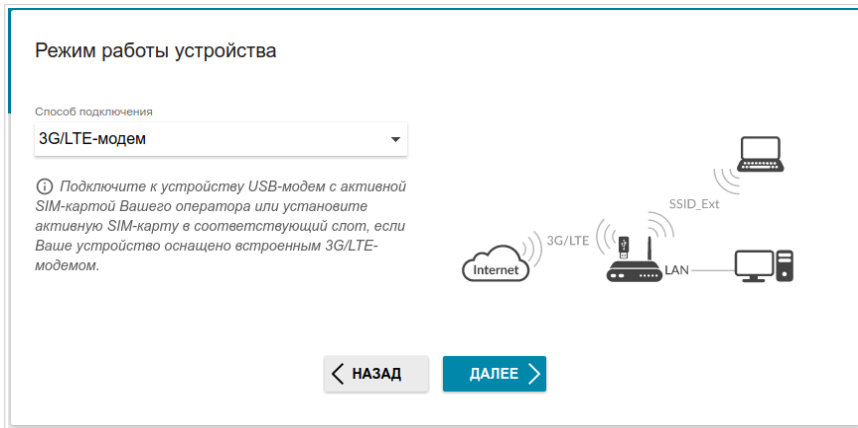 Режим работы устройства
Способ подключения
3G/LTE-модем
Подключите к устройству USB-модем с активной
SIM-картой Вашего оператора или установите
активную SIM-карту в соответствующий слот, если
Ваше устройство оснащено встроенным 3G/LTE-
модемом.
SSID_Ext
3G/LTE
Internet
LAN
НАЗАД
ДАЛЕЕ